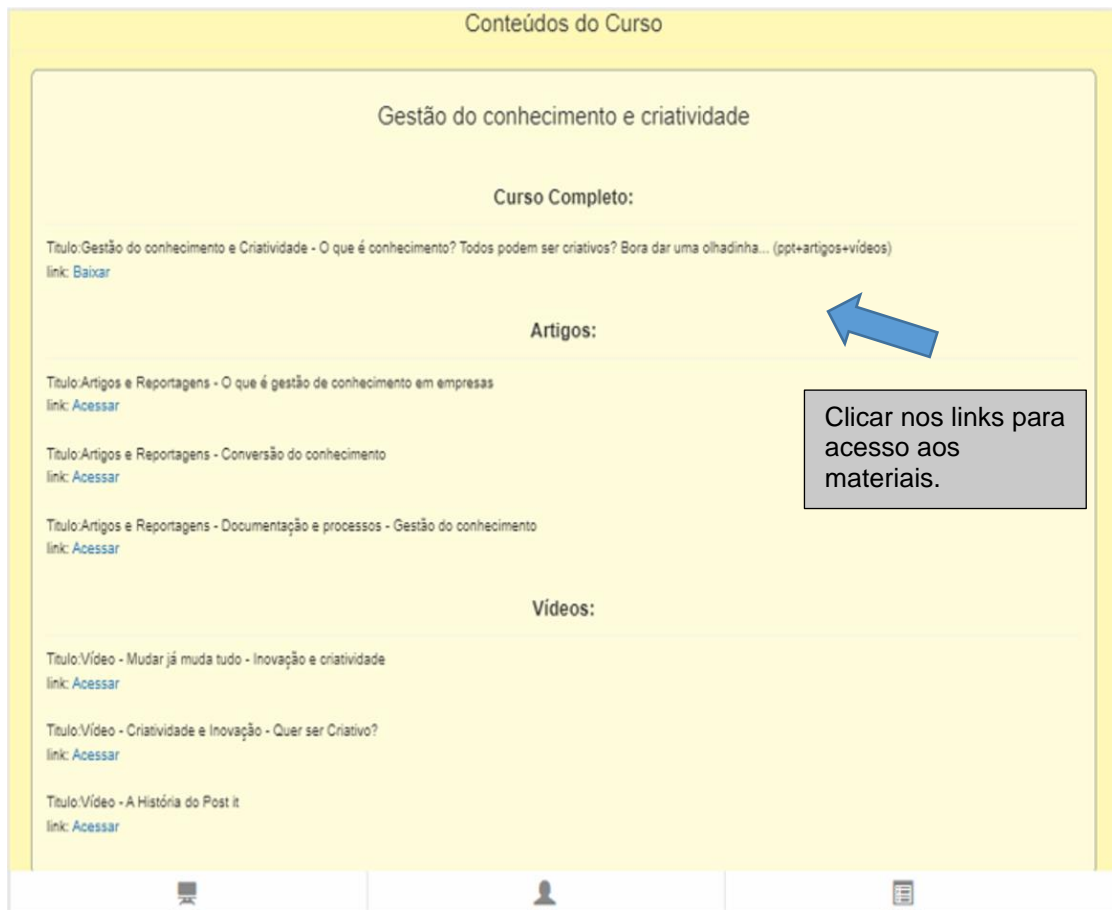 Conteúdos do Curso
Gestão do conhecimento e criatividade
Curso Completo:
Titulo:Gestão do conhecimento e Criatividade - O que é conhecimento? Todos podem ser criativos? Bora dar uma olhadinha... (ppt+artigos+vídeos)
link: Baixar
Artigos:
Titulo:Artigos e Reportagens - O que é gestão de conhecimento em empresas
link: Acessar
Titulo:Artigos e Reportagens - Conversão do conhecimento
link: Acessar
Titulo:Artigos e Reportagens - Documentação e processos - Gestão do conhecimento
link: Acessar
Clicar nos links para
acesso aos
materiais.
Vídeos:
Titulo:Vídeo - Mudar já muda tudo - Inovação e criatividade
link: Acessar
Titulo:Vídeo - Criatividade e Inovação - Quer ser Criativo?
link: Acessar
Titulo:Vídeo - A História do Post it
link: Acessar